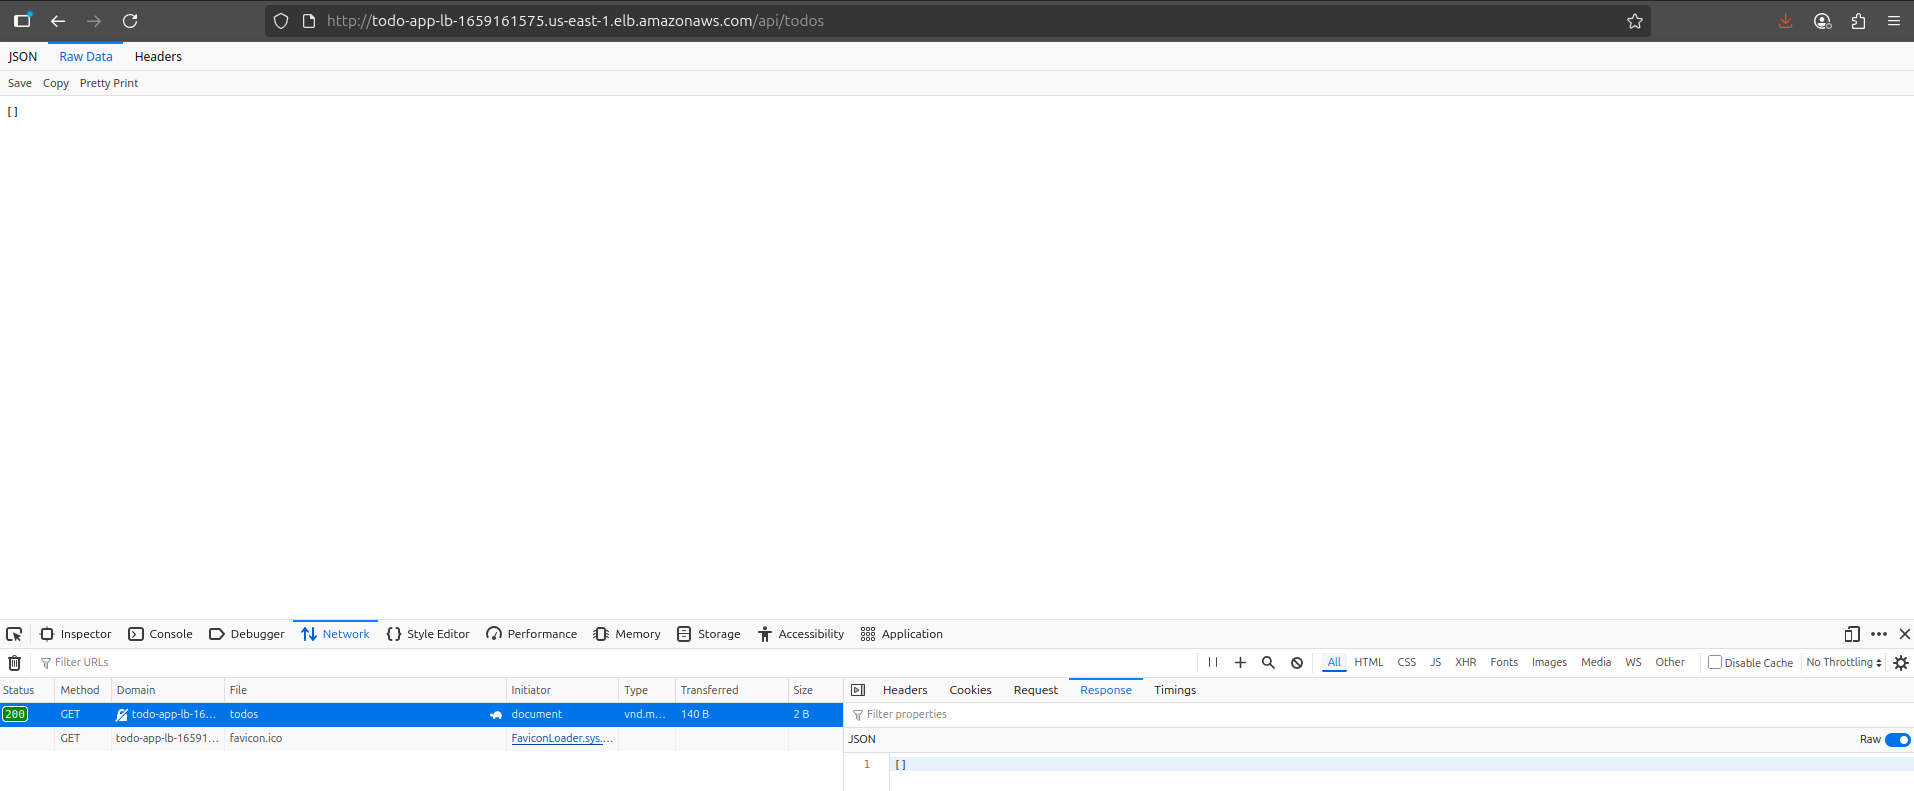 http://todo-app-lb-1659161575.us-east-1.elb.amazonaws.com/api/todos
JSON Raw Data Headers
Save Copy Pretty Print
[]
Inspector Console Debugger Network Style Editor Performance Memory Storage Accessibility Application
Filter URLs All HTML CSS JS XHR Fonts Images Media WS Other Disable Cache No Throttling
Status Method Domain File Initiator Type Transferred Size Headers Cookies Request Response Timings
200 GET todo-app-lb-16... todos document vnd.m... 140 B 2 B Filter properties
GET todo-app-lb-16591... favicon.ico FaviconLoader.sys.... JSON Raw
1 []